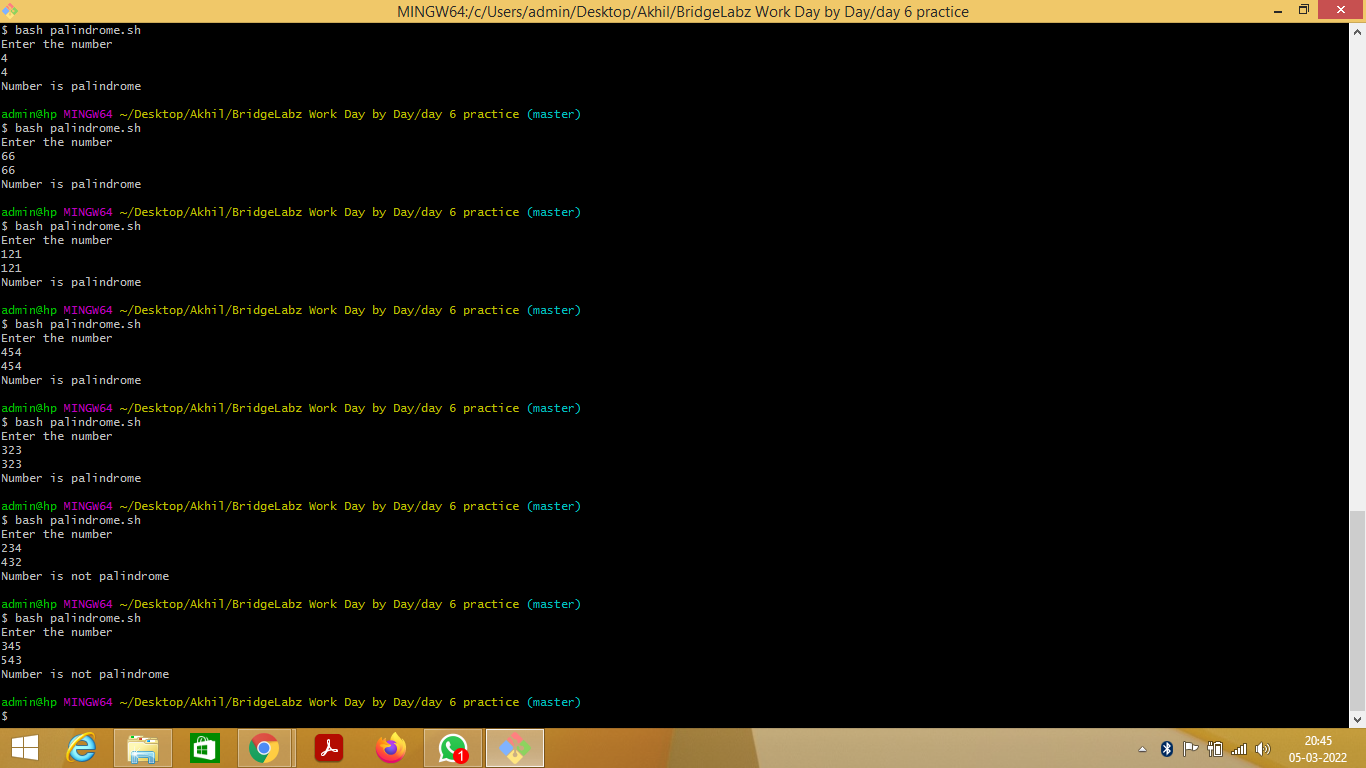 MINGW64:/c/Users/admin/Desktop/Akhil/BridgeLabz Work Day by Day/day 6 practice
$ bash palindrome.sh
Enter the number
4
4
Number is palindrome
admin@hp MINGW64 ~/Desktop/Akhil/BridgeLabz Work Day by Day/day 6 practice (master)
$ bash palindrome.sh
Enter the number
66
66
Number is palindrome
admin@hp MINGW64 ~/Desktop/Akhil/BridgeLabz Work Day by Day/day 6 practice (master)
$ bash palindrome.sh
Enter the number
121
121
Number is palindrome
admin@hp MINGW64 ~/Desktop/Akhil/BridgeLabz Work Day by Day/day 6 practice (master)
$ bash palindrome.sh
Enter the number
454
454
Number is palindrome
admin@hp MINGW64 ~/Desktop/Akhil/BridgeLabz Work Day by Day/day 6 practice (master)
$ bash palindrome.sh
Enter the number
323
323
Number is palindrome
admin@hp MINGW64 ~/Desktop/Akhil/BridgeLabz Work Day by Day/day 6 practice (master)
$ bash palindrome.sh
Enter the number
234
432
Number is not palindrome
admin@hp MINGW64 ~/Desktop/Akhil/BridgeLabz Work Day by Day/day 6 practice (master)
$ bash palindrome.sh
Enter the number
345
543
Number is not palindrome
admin@hp MINGW64 ~/Desktop/Akhil/BridgeLabz Work Day by Day/day 6 practice (master)
$
1
20:45
05-03-2022